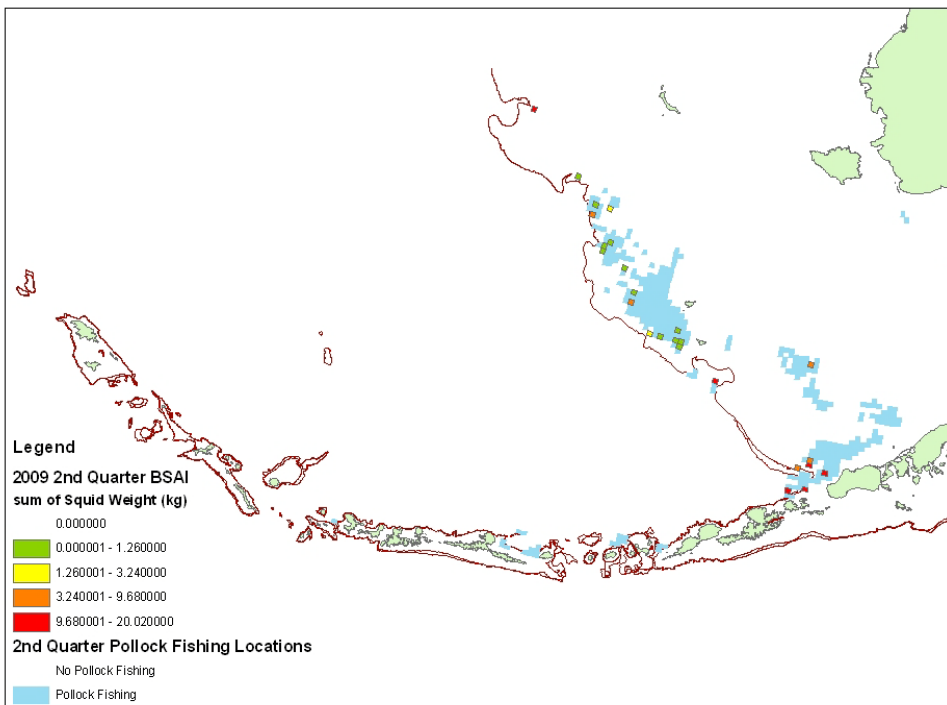 Legend
2009 2nd Quarter BSAI
sum of Squid Weight (kg)
0.000000
0.000001 - 1.260000
1.260001 - 3.240000
3.240001 - 9.680000
9.680001 - 20.020000
2nd Quarter Pollock Fishing Locations
No Pollock Fishing
Pollock Fishing